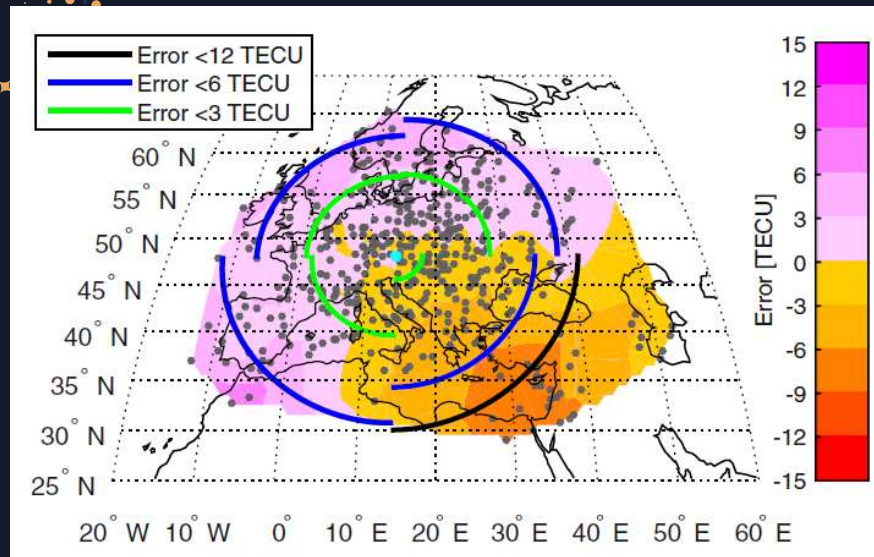 Error <12 TECU
Error <6 TECU
Error <3 TECU
60° N
55° N
50° N
45° N
40° N
35° N
30° N
25° N
20° W 10° W 0° 10° E 20° E 30° E 40° E 50° E 60° E
Error [TECU]
15
12
9
6
3
0
-3
-6
-9
-12
-15